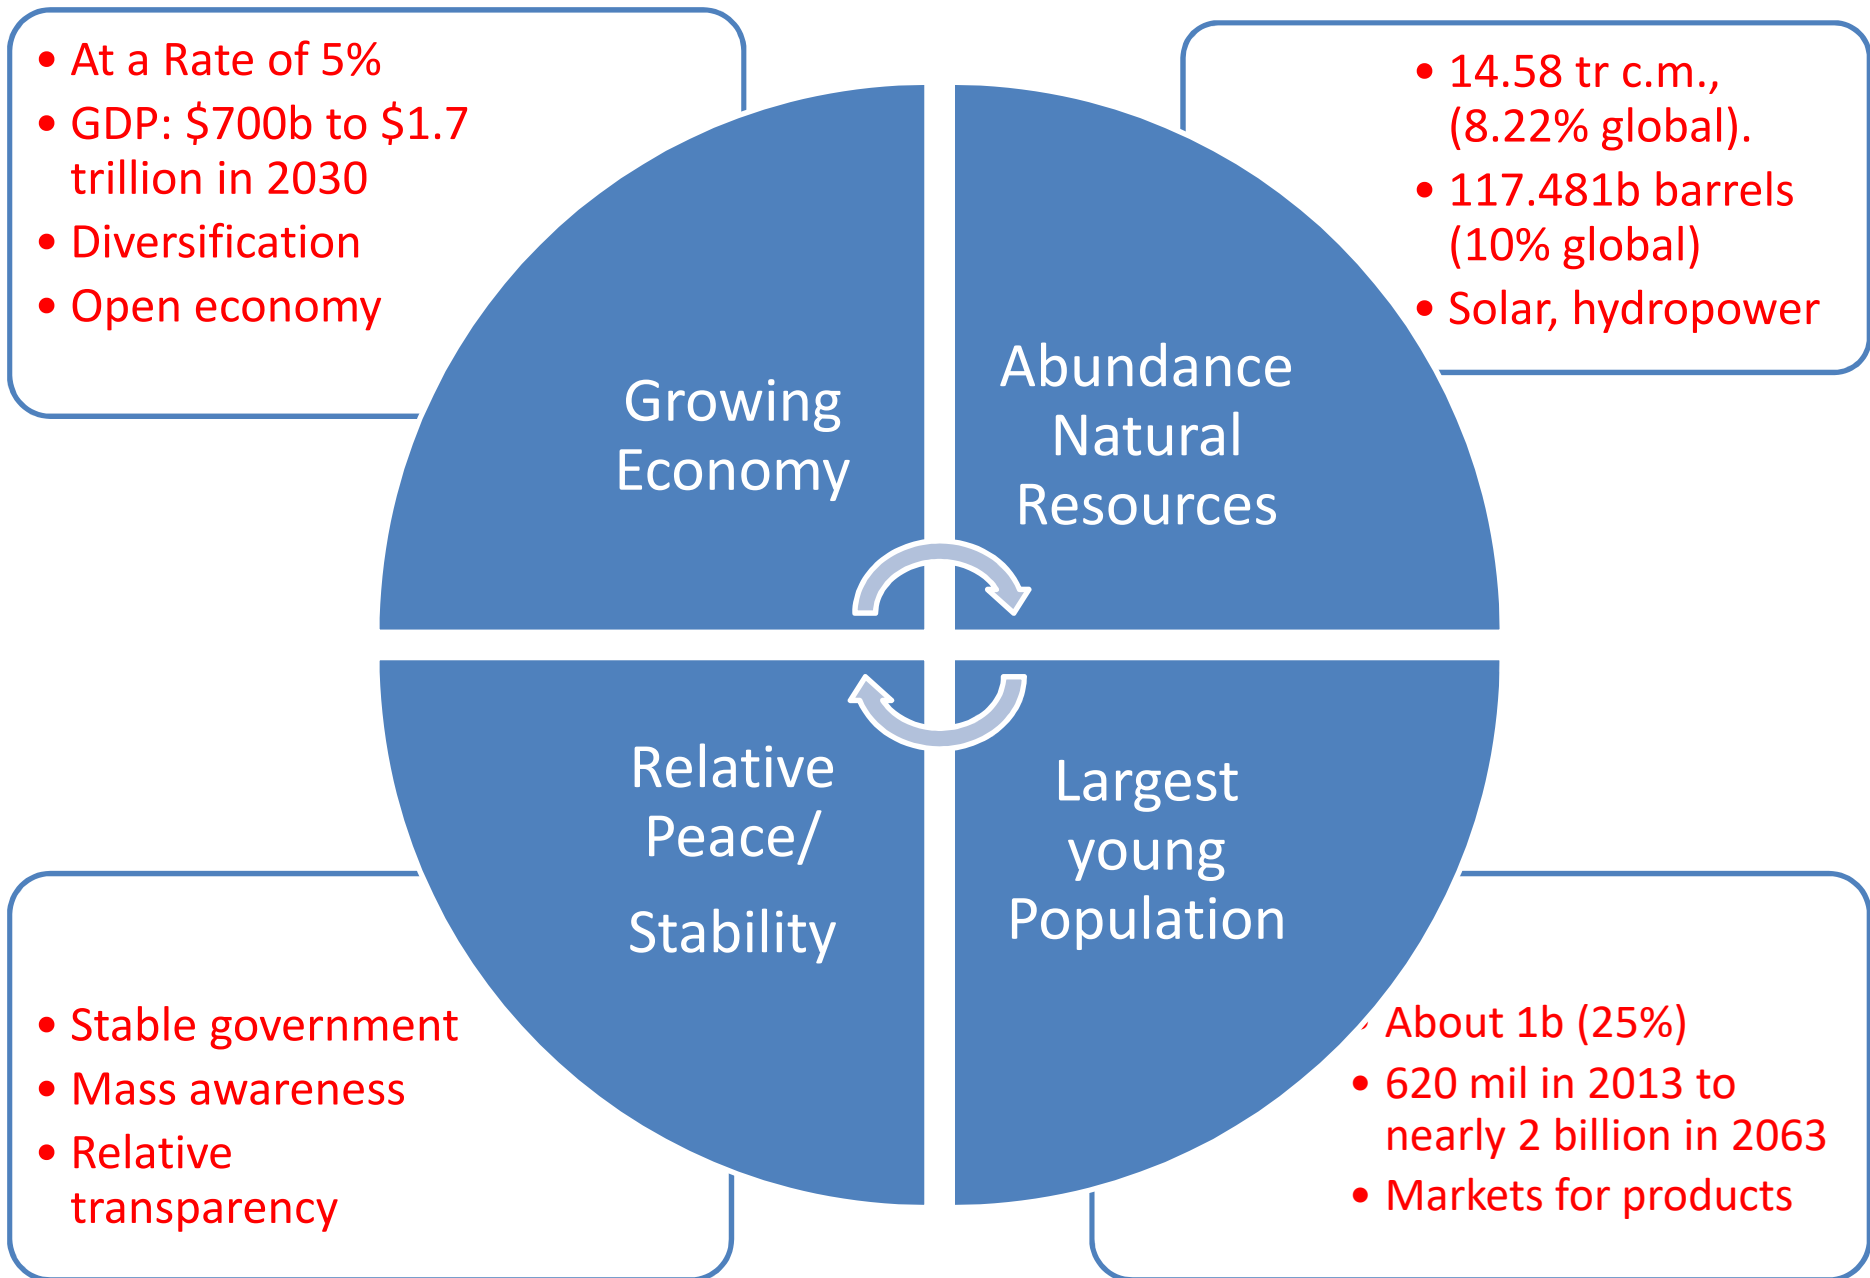 • At a Rate of 5%
• GDP: $700b to $1.7
trillion in 2030
• Diversification
• Open economy
• 14.58 tr c.m.,
(8.22% global).
• 117.481b barrels
(10% global)
• Solar, hydropower
Growing
Economy
Abundance
Natural
Resources
Relative
Peace/
Stability
Largest
young
Population
• Stable government
• Mass awareness
• Relative
transparency
• About 1b (25%)
• 620 mil in 2013 to
nearly 2 billion in 2063
• Markets for products